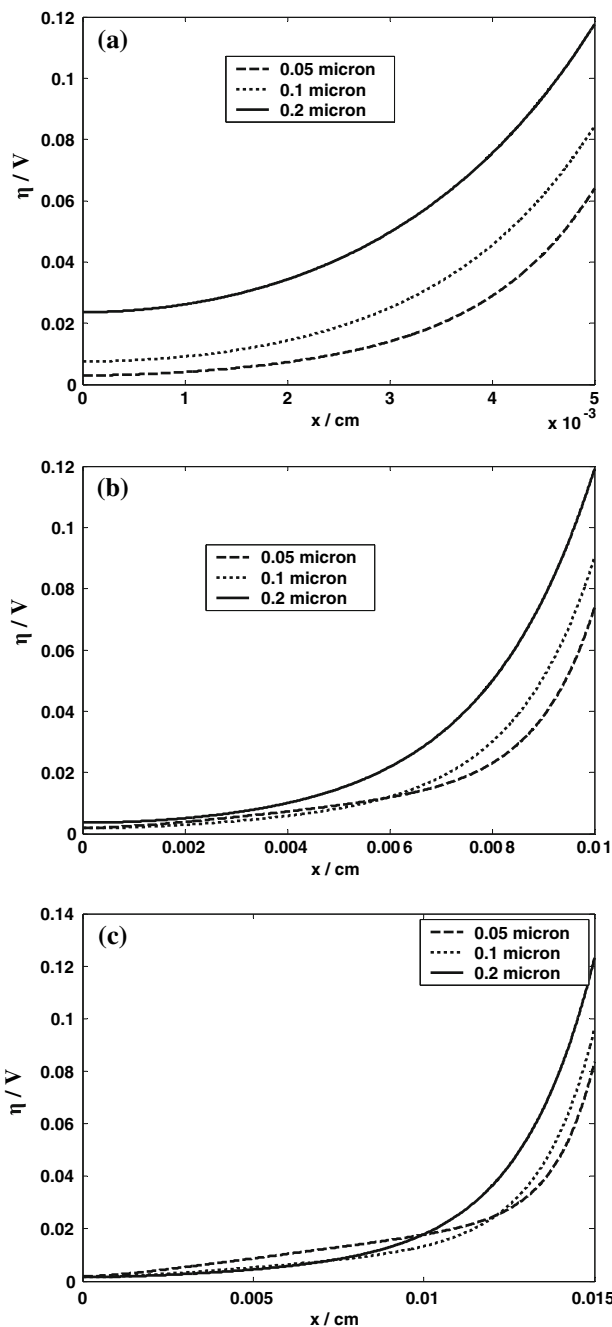 0.12
(a)
0.05 micron
0.1 micron
0.2 micron
0.1
0.08
η / V
0.06
0.04
0.02
0
0 1 2 3 4 5
x / cm
x 10⁻³
0.12
(b)
0.05 micron
0.1 micron
0.2 micron
0.1
0.08
η / V
0.06
0.04
0.02
0
0 0.002 0.004 0.006 0.008 0.01
x / cm
0.14
(c)
0.05 micron
0.1 micron
0.2 micron
0.12
0.1
0.08
η / V
0.06
0.04
0.02
0
0 0.005 0.01 0.015
x / cm